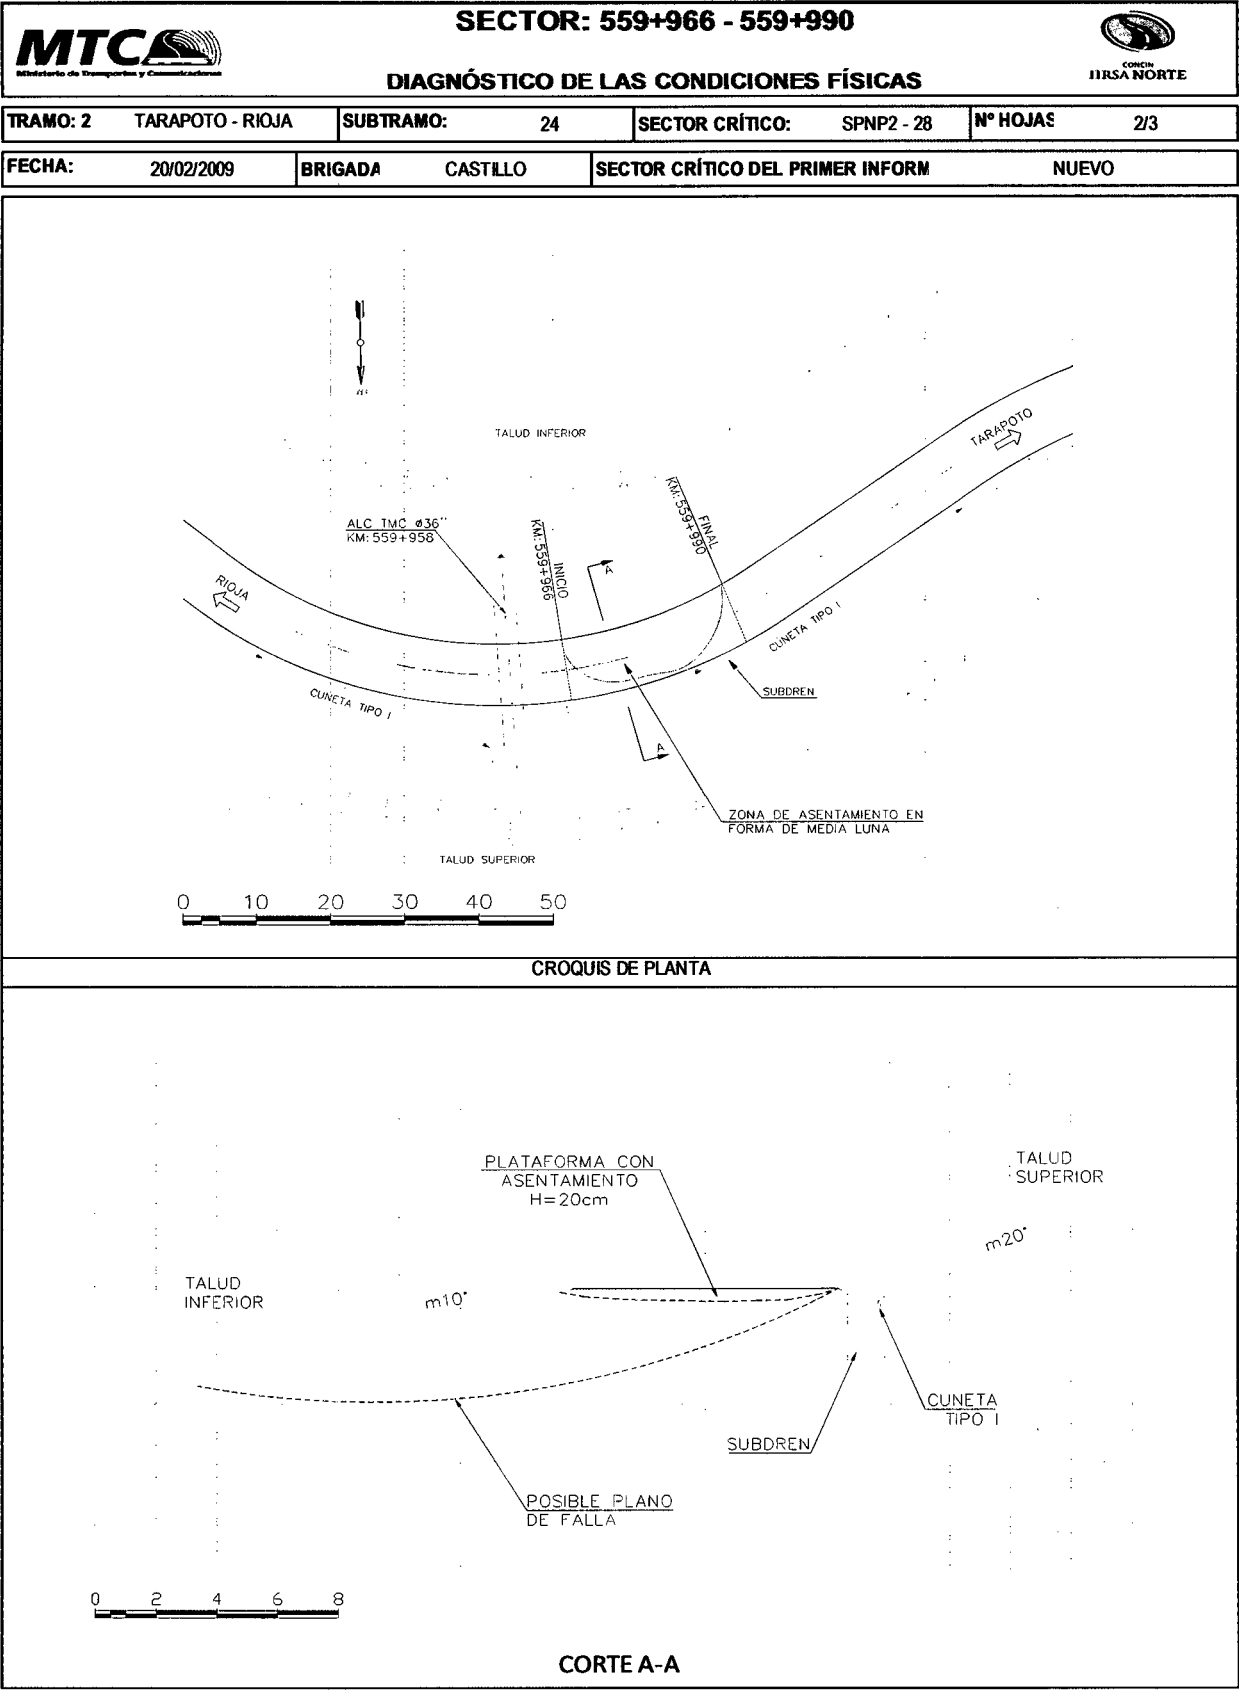 SECTOR: 559+966 - 559+990
MTC
Ministerio de Transportes y Comunicaciones
CONCIN
IIRSA NORTE
DIAGNÓSTICO DE LAS CONDICIONES FÍSICAS
TRAMO: 2 TARAPOTO - RIOJA SUBTRAMO: 24 SECTOR CRÍTICO: SPNP2 - 28 Nº HOJAS 2/3
FECHA: 20/02/2009 BRIGADA CASTILLO SECTOR CRÍTICO DEL PRIMER INFORM NUEVO
TALUD INFERIOR
TARAPOTO
ALC TMC ø36"
KM: 559+958
INICIO
KM: 559+966
FINAL
KM: 559+990
A
RIOJA
CUNETA TIPO I
CUNETA TIPO I
SUBDREN
A
ZONA DE ASENTAMIENTO EN
FORMA DE MEDIA LUNA
TALUD SUPERIOR
0 10 20 30 40 50
CROQUIS DE PLANTA
PLATAFORMA CON
ASENTAMIENTO
H=20cm
TALUD
SUPERIOR
m20°
TALUD
INFERIOR
m10°
CUNETA
TIPO I
SUBDREN
POSIBLE PLANO
DE FALLA
0 2 4 6 8
CORTE A-A